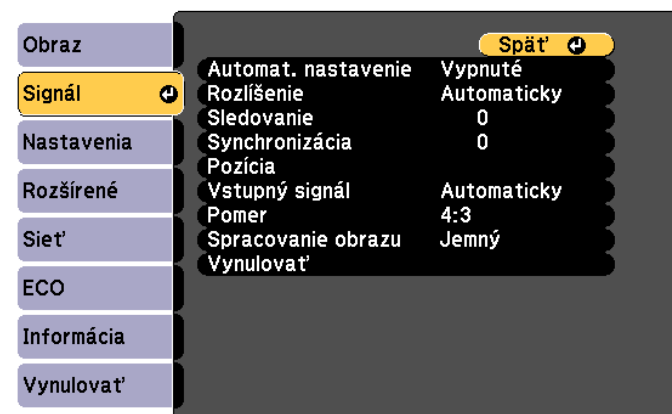 Obraz
Signál
Nastavenia
Rozšírené
Sieť
ECO
Informácia
Vynulovať
Späť
Automat. nastavenie Vypnuté
Rozlíšenie Automaticky
Sledovanie 0
Synchronizácia 0
Pozícia
Vstupný signál Automaticky
Pomer 4:3
Spracovanie obrazu Jemný
Vynulovať